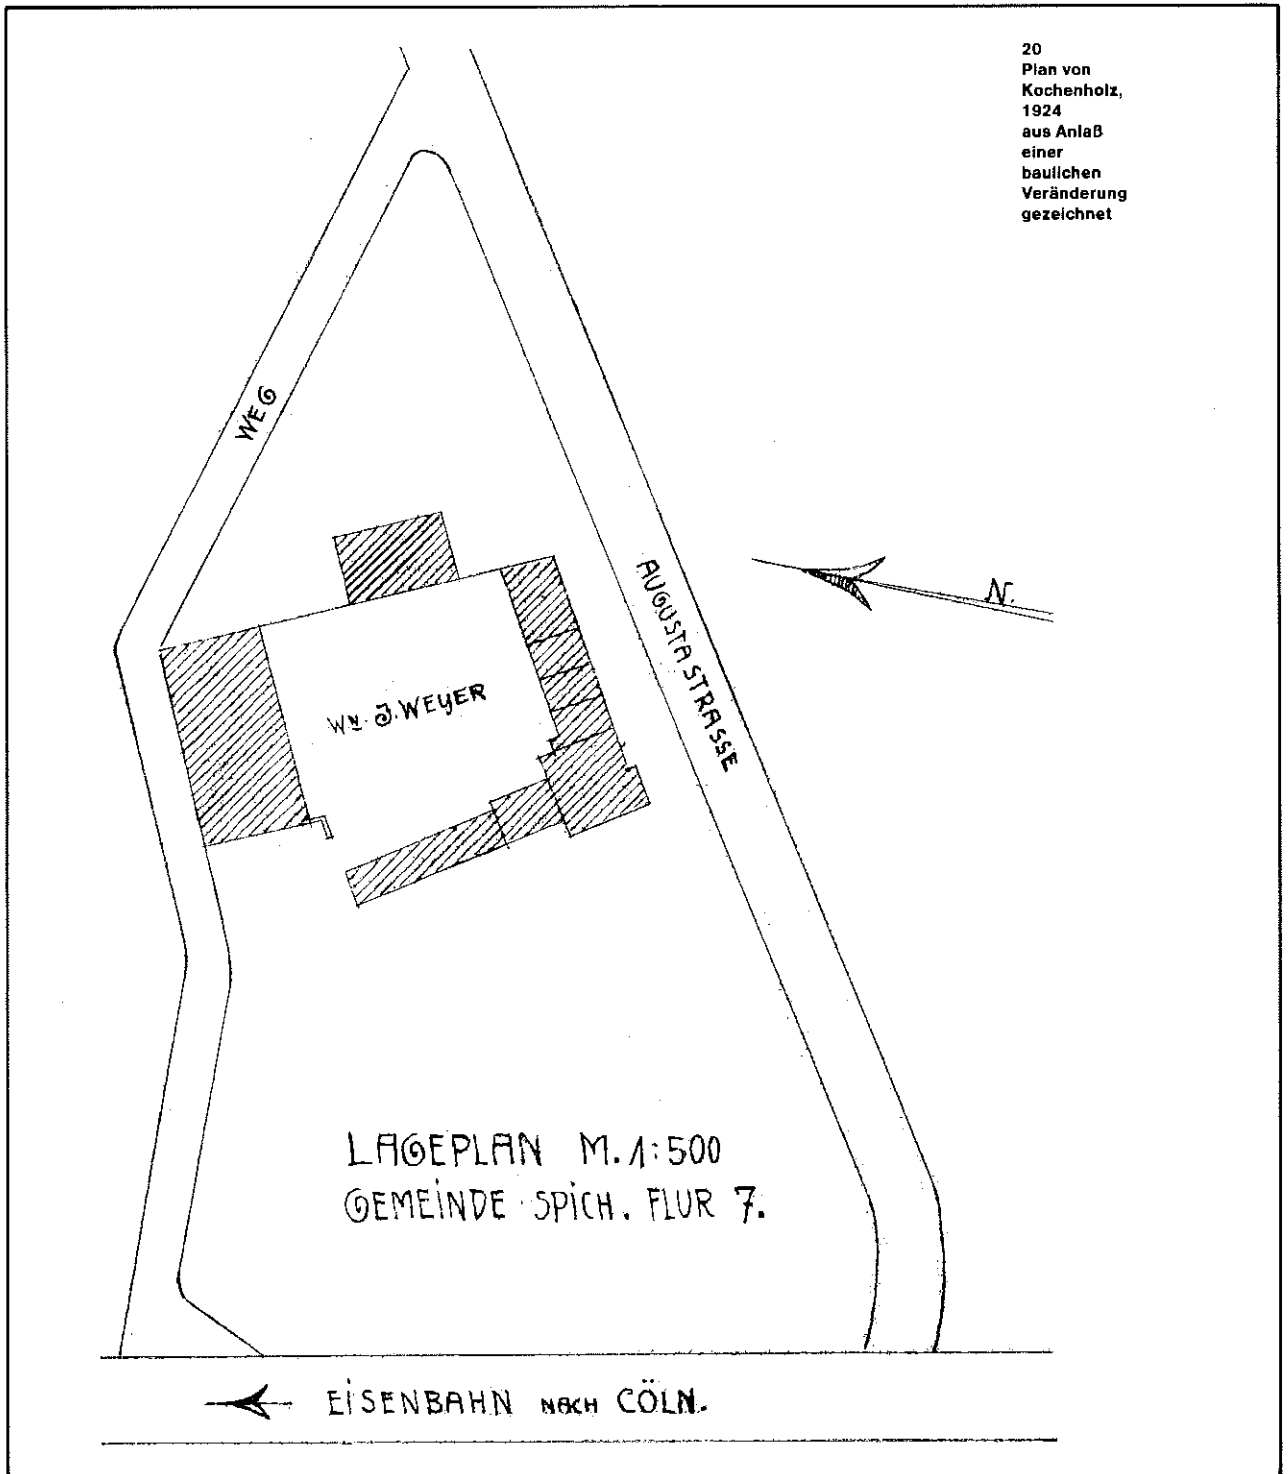 20
Plan von
Kochenholz,
1924
aus Anlaß
einer
baulichen
Veränderung
gezeichnet
WEG
AUGUSTASTRASSE
N.
Ww. J. WEYER
LAGEPLAN M. 1:500
GEMEINDE SPICH. FLUR 7.
EISENBAHN NACH CÖLN.